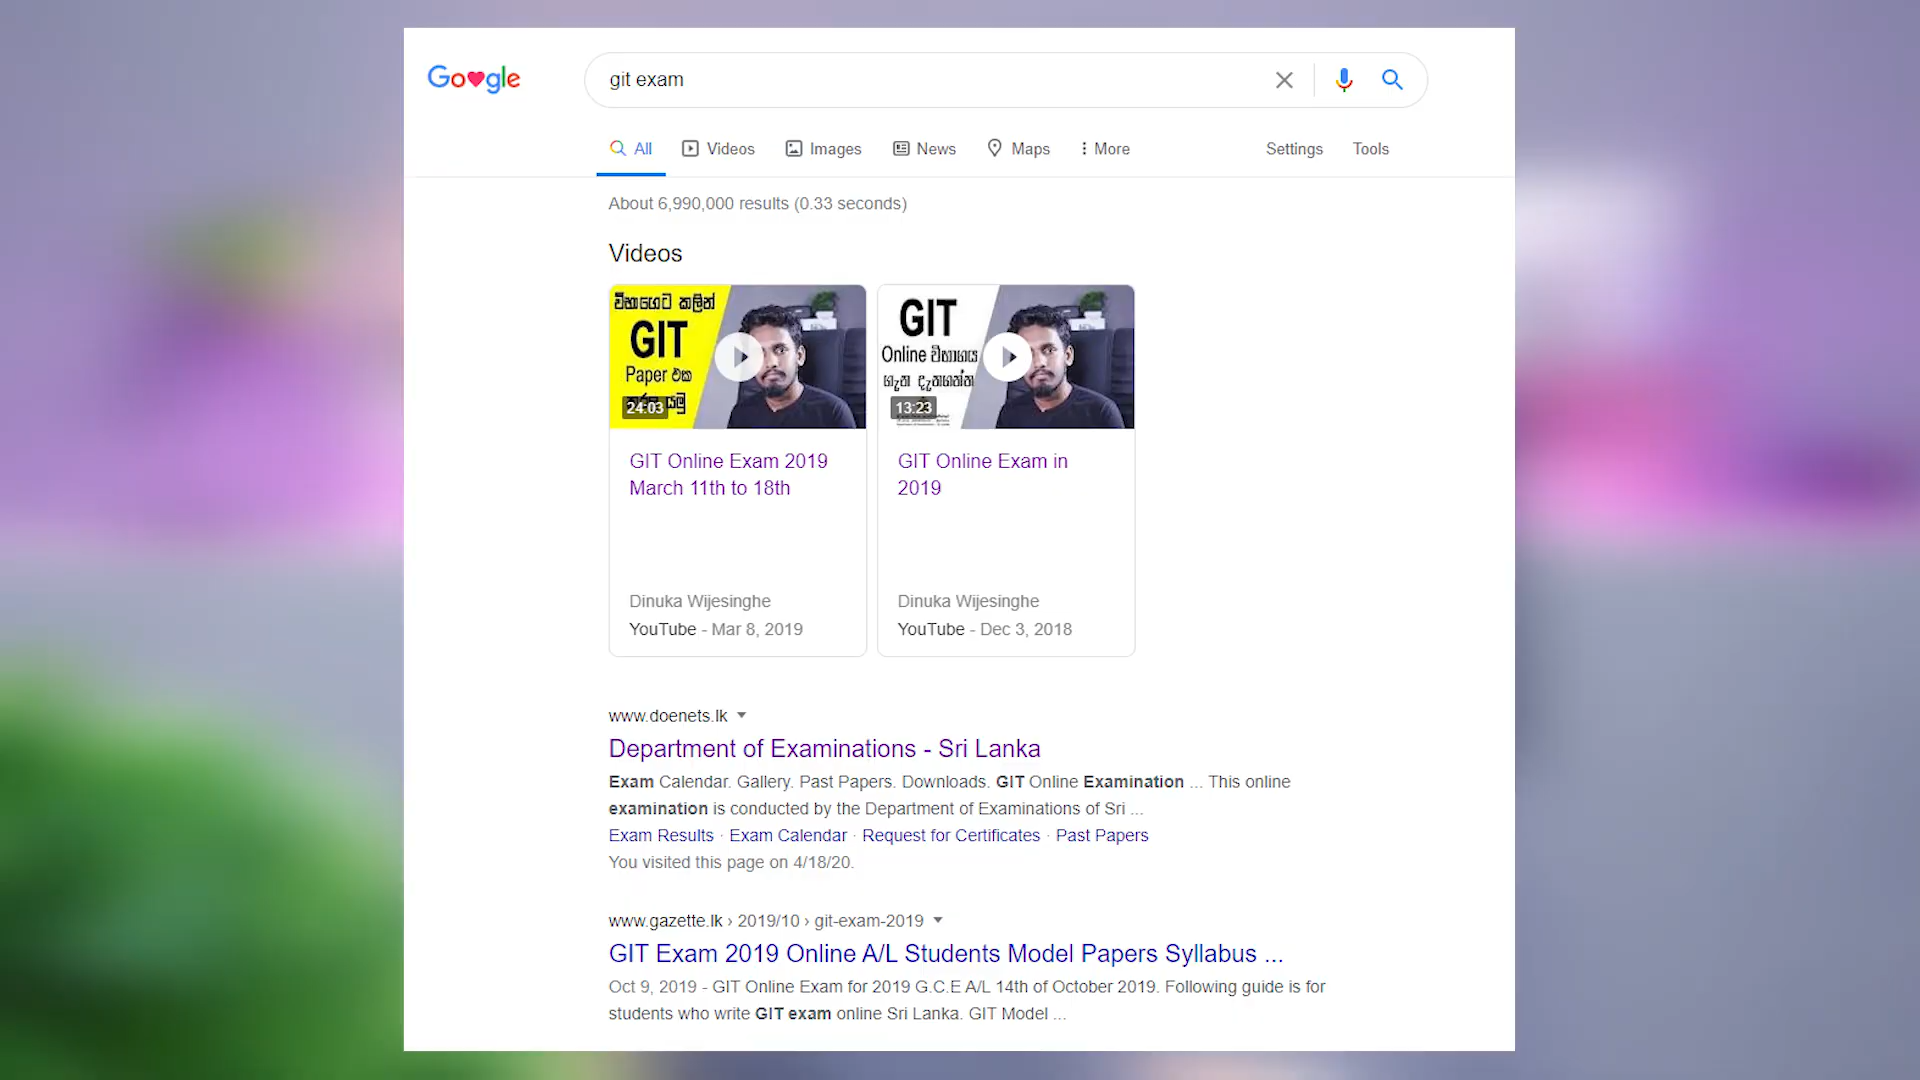 Google
git exam
All Videos Images News Maps More Settings Tools
About 6,990,000 results (0.33 seconds)
Videos
විභාගෙට කලින්
GIT
Paper එක
යමු
24:03
GIT
Online විභාගය
ගැන දැනගන්න
13:23
GIT Online Exam 2019
March 11th to 18th
Dinuka Wijesinghe
YouTube - Mar 8, 2019
GIT Online Exam in
2019
Dinuka Wijesinghe
YouTube - Dec 3, 2018
www.doenets.lk
Department of Examinations - Sri Lanka
Exam Calendar. Gallery. Past Papers. Downloads. GIT Online Examination ... This online
examination is conducted by the Department of Examinations of Sri ...
Exam Results · Exam Calendar · Request for Certificates · Past Papers
You visited this page on 4/18/20.
www.gazette.lk › 2019/10 › git-exam-2019
GIT Exam 2019 Online A/L Students Model Papers Syllabus ...
Oct 9, 2019 - GIT Online Exam for 2019 G.C.E A/L 14th of October 2019. Following guide is for
students who write GIT exam online Sri Lanka. GIT Model ...